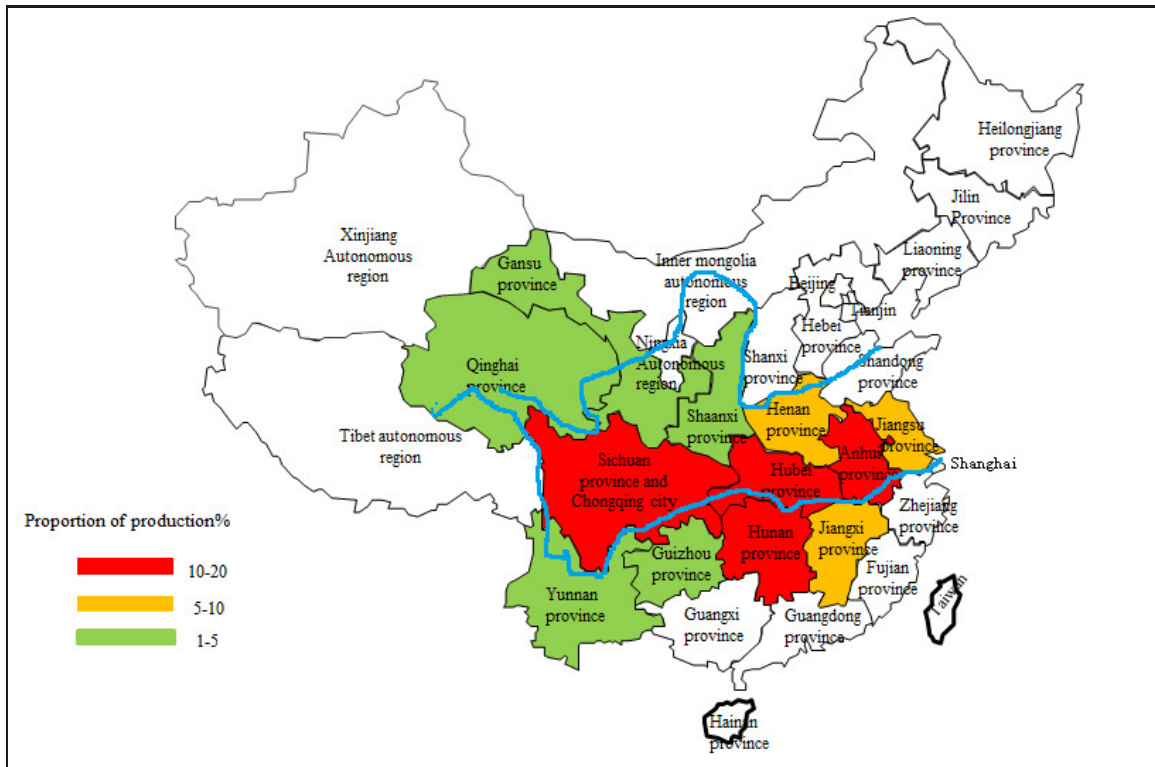 Heilongjiang
province
Jilin
Province
Liaoning
province
Xinjiang
Autonomous
region
Gansu
province
Inner mongolia
autonomous
region
Beijing
Tianjin
Hebei
province
Ningxia
Autonomous
region
Shanxi
province
Shandong
province
Qinghai
province
Tibet autonomous
region
Shaanxi
province
Henan
province
Jiangsu
province
Anhui
province
Shanghai
Sichuan
province and
Chongqing city
Hubei
province
Zhejiang
province
Hunan
province
Jiangxi
province
Guizhou
province
Fujian
province
Yunnan
province
Guangxi
province
Guangdong
province
Taiwan
Hainan
province
Proportion of production%
10-20
5-10
1-5